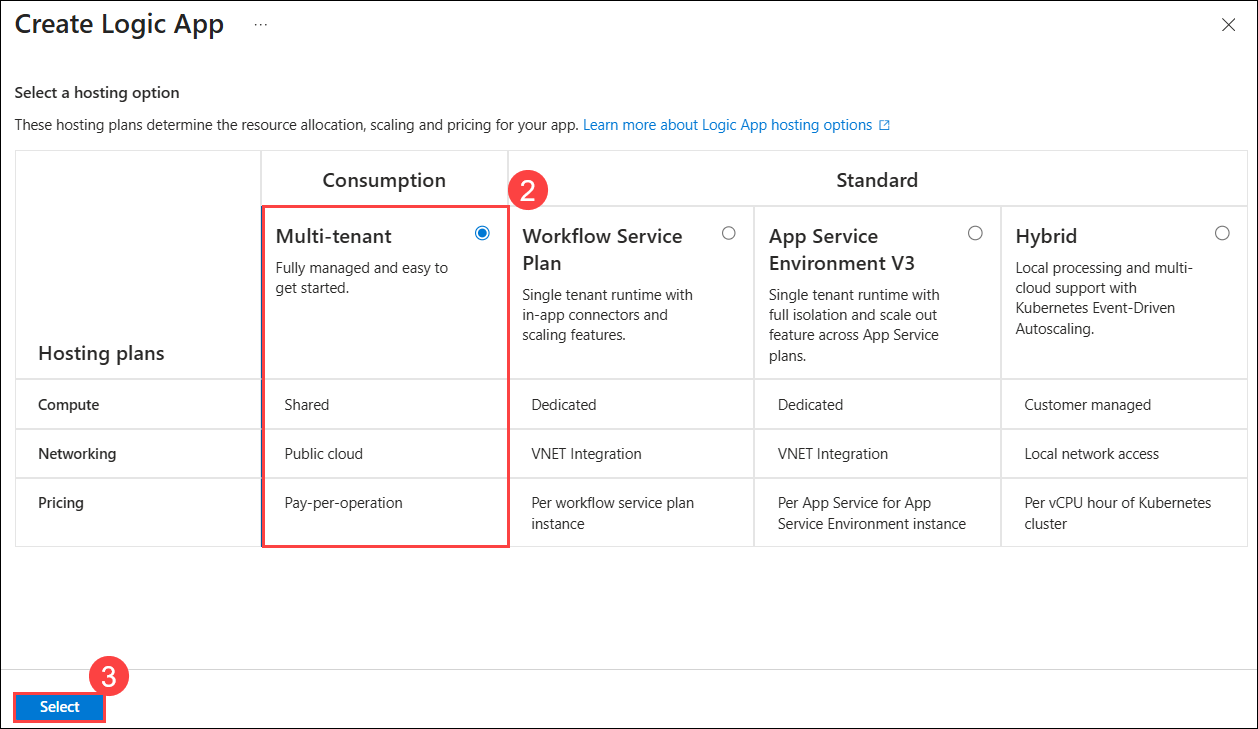 Create Logic App ...
Select a hosting option
These hosting plans determine the resource allocation, scaling and pricing for your app. Learn more about Logic App hosting options
Consumption
2
Standard
Hosting plans
Multi-tenant
Fully managed and easy to
get started.
Workflow Service
Plan
Single tenant runtime with
in-app connectors and
scaling features.
App Service
Environment V3
Single tenant runtime with
full isolation and scale out
feature across App Service
plans.
Hybrid
Local processing and multi-
cloud support with
Kubernetes Event-Driven
Autoscaling.
Compute
Shared
Dedicated
Dedicated
Customer managed
Networking
Public cloud
VNET Integration
VNET Integration
Local network access
Pricing
Pay-per-operation
Per workflow service plan
instance
Per App Service for App
Service Environment instance
Per vCPU hour of Kubernetes
cluster
3
Select